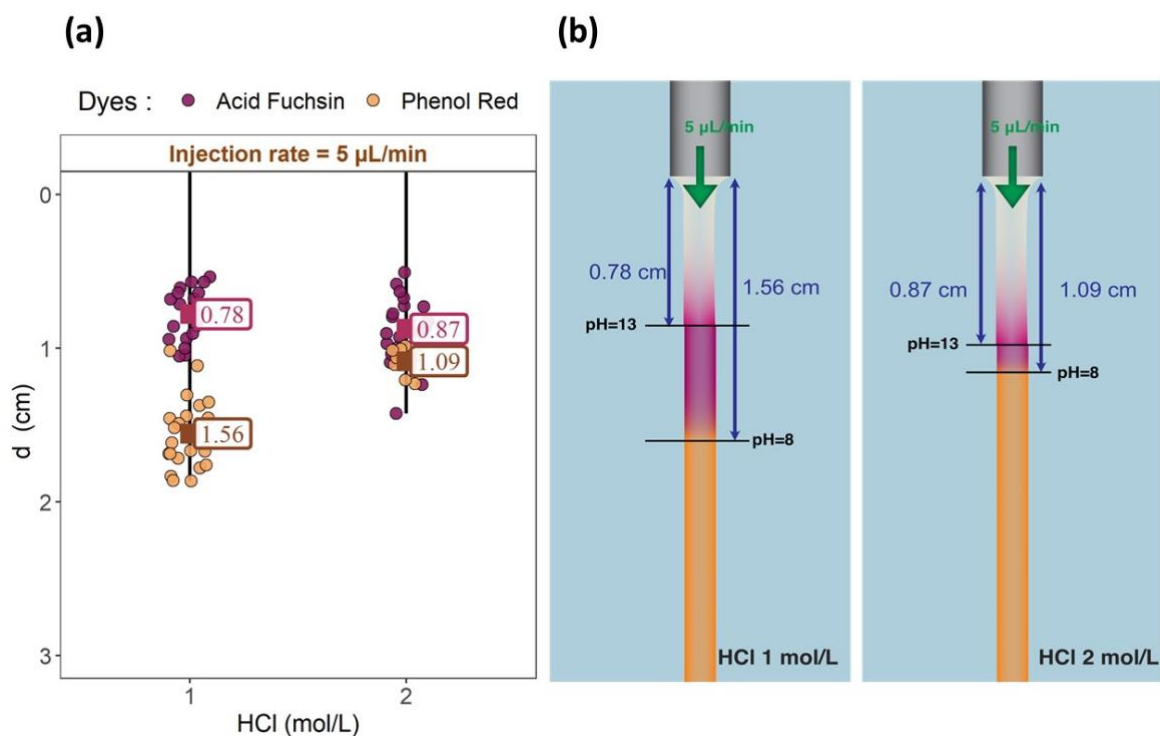 (a)
Dyes : Acid Fuchsin Phenol Red
Injection rate = 5 µL/min
0
1
2
3
d (cm)
0.78
1.56
0.87
1.09
1
2
HCl (mol/L)
(b)
5 µL/min
0.78 cm
1.56 cm
pH=13
pH=8
HCl 1 mol/L
5 µL/min
0.87 cm
1.09 cm
pH=13
pH=8
HCl 2 mol/L